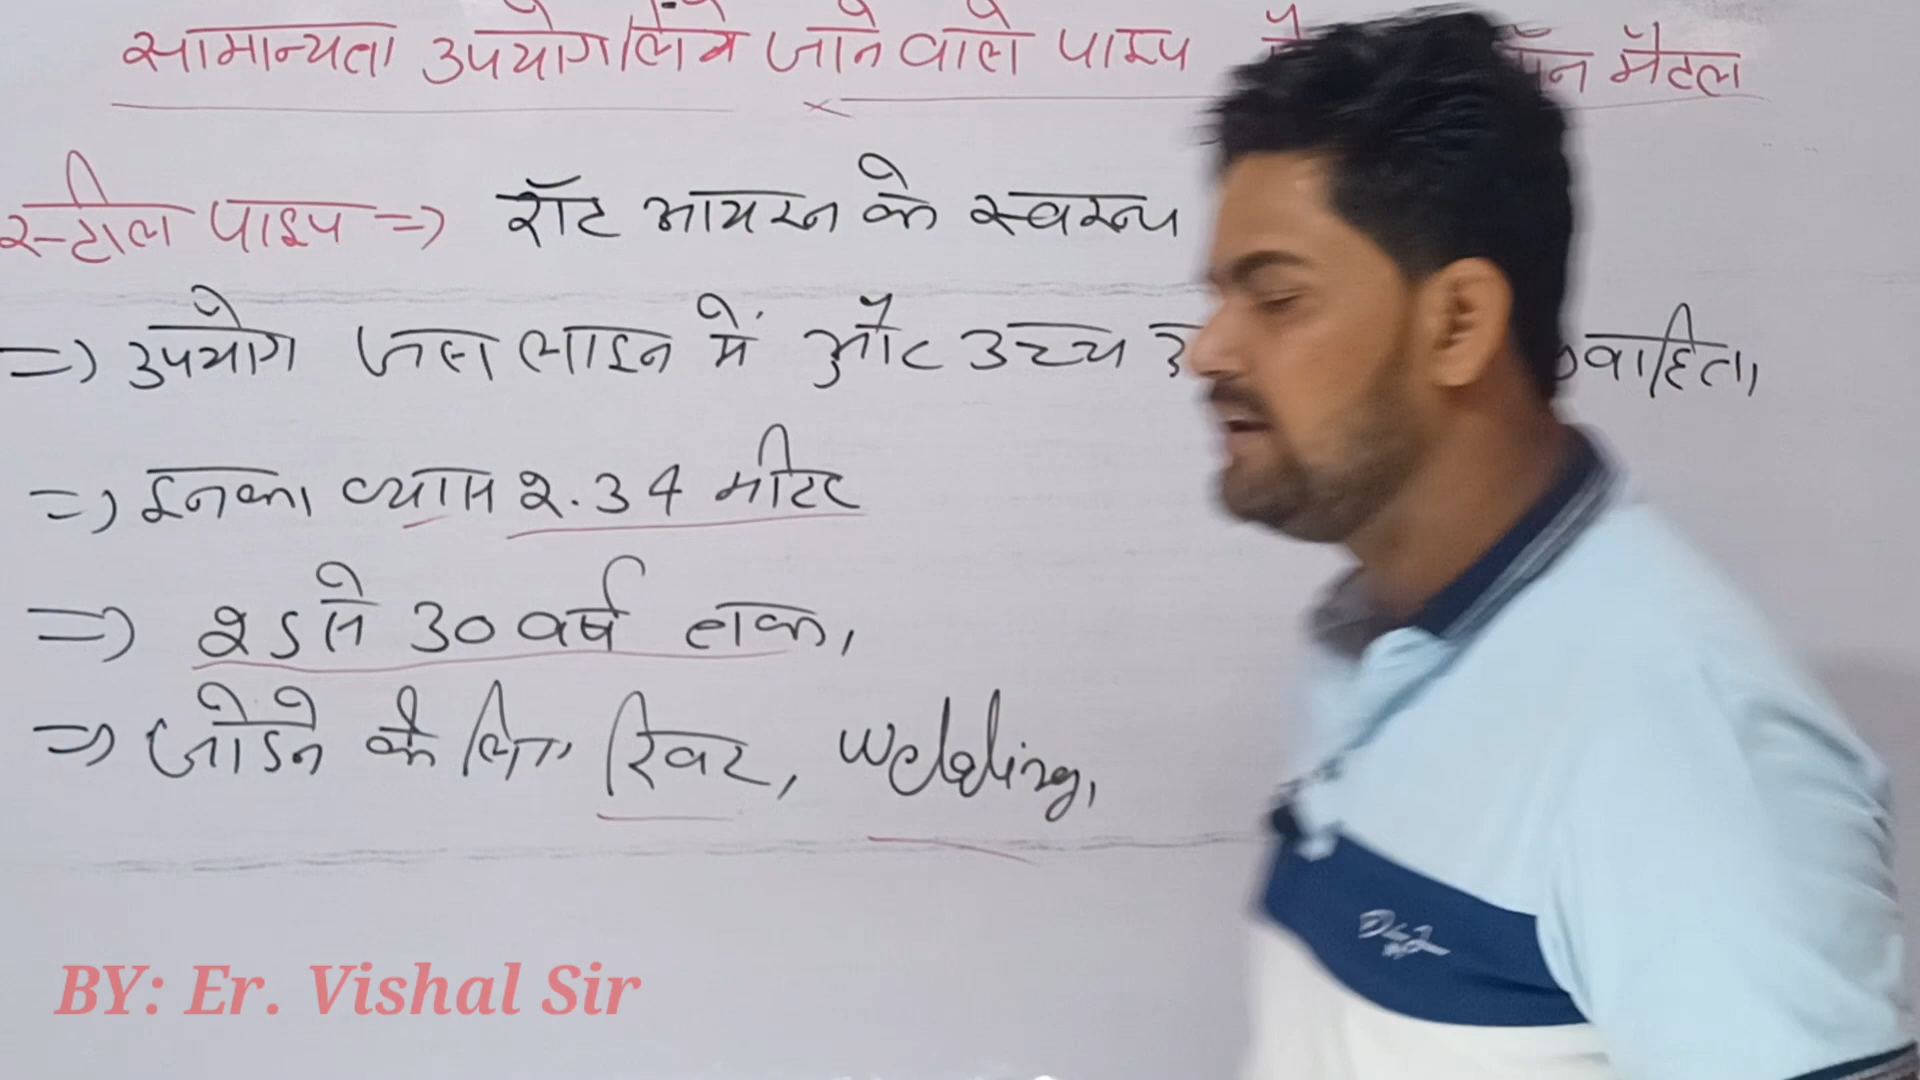 सामान्यता उपयोग लिये जाने वाले पाइप मैटल
स्टील पाइप => रॉट आयरन के स्वरूप
=> उपयोग जल लाइन में और उच्च वाहिता,
=> इनका व्यास 2.34 मीटर
=> 25 से 30 वर्ष तक,
=> जोडने के लिए रिवट, Welding,
BY: Er. Vishal Sir